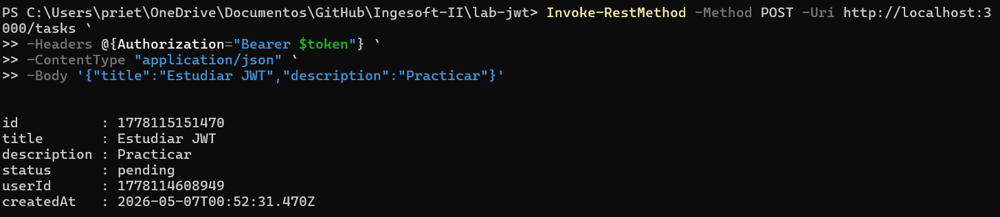 PS C:\Users\priet\OneDrive\Documentos\GitHub\Ingesoft-II\lab-jwt> Invoke-RestMethod -Method POST -Uri http://localhost:3
000/tasks `
>> -Headers @{Authorization="Bearer $token"} `
>> -ContentType "application/json" `
>> -Body '{"title":"Estudiar JWT","description":"Practicar"}'
id          : 1778115151470
title       : Estudiar JWT
description : Practicar
status      : pending
userId      : 1778114608949
createdAt   : 2026-05-07T00:52:31.470Z